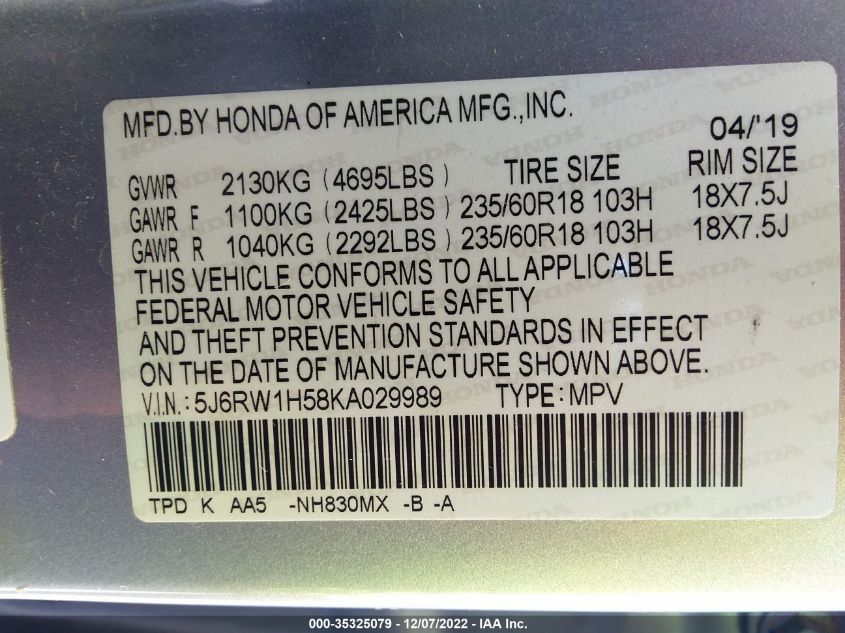 MFD.BY HONDA OF AMERICA MFG.,INC.
04/'19
GVWR 2130KG (4695LBS) TIRE SIZE RIM SIZE
GAWR F 1100KG (2425LBS) 235/60R18 103H 18X7.5J
GAWR R 1040KG (2292LBS) 235/60R18 103H 18X7.5J
THIS VEHICLE CONFORMS TO ALL APPLICABLE
FEDERAL MOTOR VEHICLE SAFETY
AND THEFT PREVENTION STANDARDS IN EFFECT
ON THE DATE OF MANUFACTURE SHOWN ABOVE.
V.I.N.: 5J6RW1H58KA029989 TYPE: MPV
TPD K AA5 -NH830MX -B -A
000-35325079 - 12/07/2022 - IAA Inc.